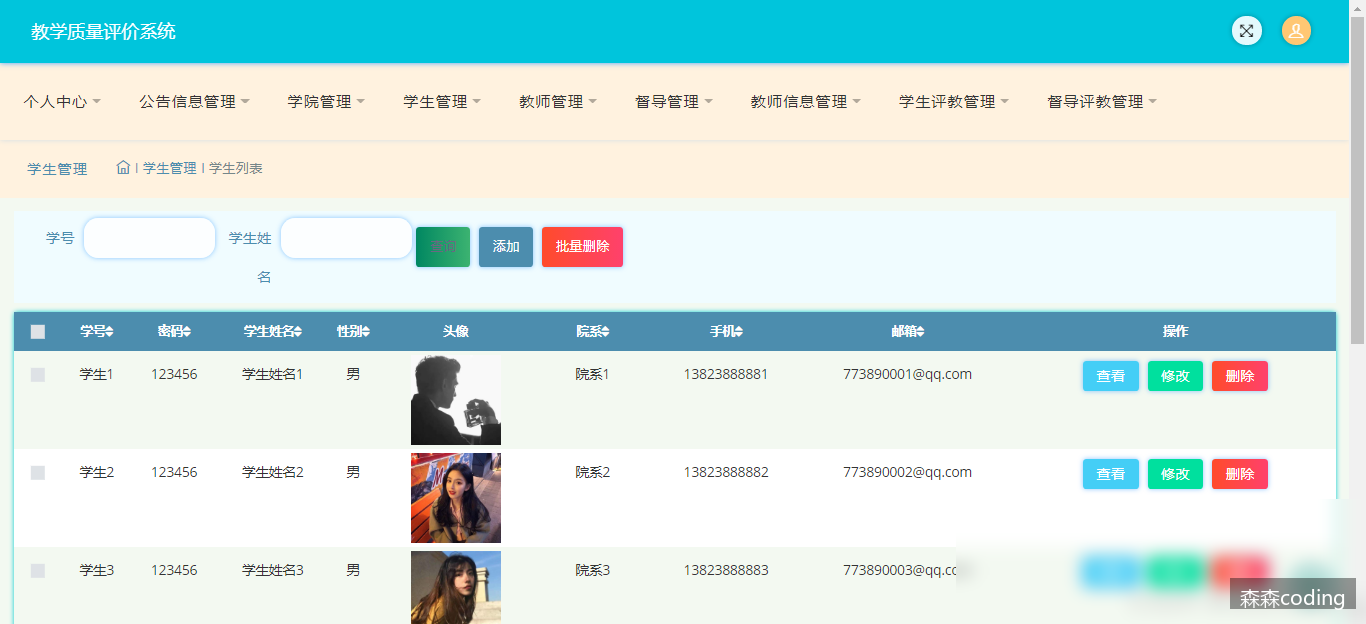 教学质量评价系统
个人中心 公告信息管理 学院管理 学生管理 教师管理 督导管理 教师信息管理 学生评教管理 督导评教管理
学生管理 学生管理 学生列表
学号 学生姓名 查询 添加 批量删除
学号 密码 学生姓名 性别 头像 院系 手机 邮箱 操作
学生1 123456 学生姓名1 男 院系1 13823888881 773890001@qq.com 查看 修改 删除
学生2 123456 学生姓名2 男 院系2 13823888882 773890002@qq.com 查看 修改 删除
学生3 123456 学生姓名3 男 院系3 13823888883
森森coding